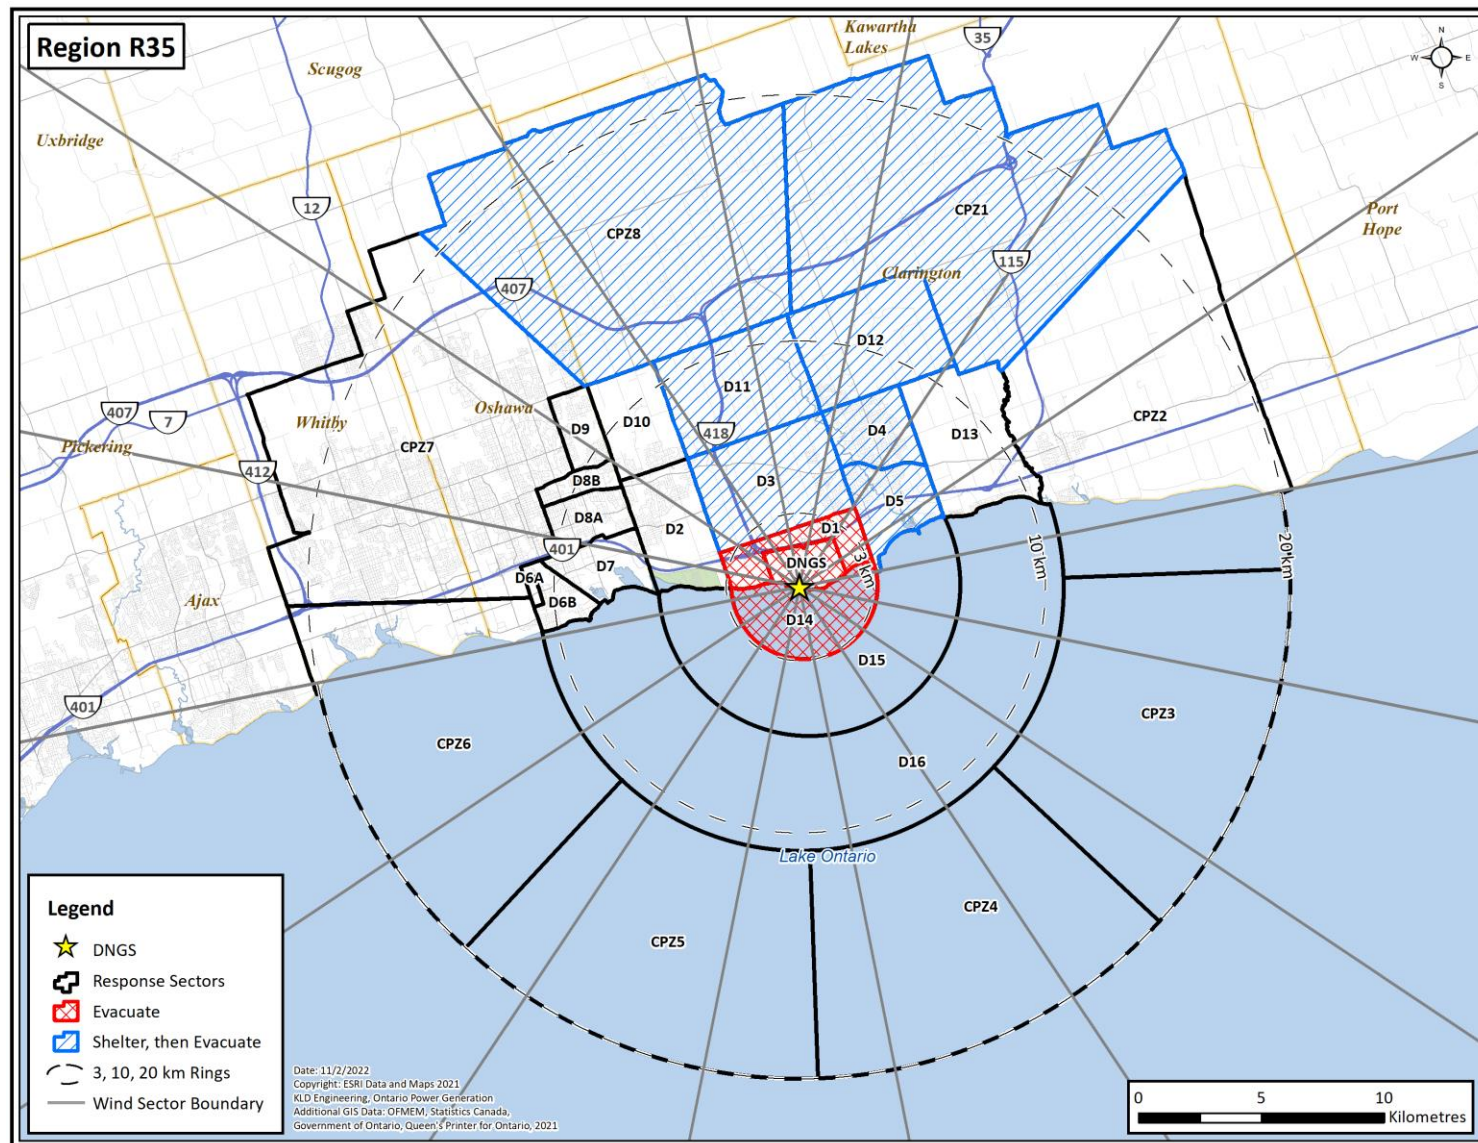 Region R35
Kawartha
Lakes
35
N
W E
S
Scugog
Uxbridge
12
CPZ8
CPZ1
Port
Hope
407
Clarington
115
D12
D11
407
7
Whitby
Oshawa
D9
D10
418
D4
D13
CPZ2
Pickering
CPZ7
412
D8B
D3
D5
D8A
D2
D1
401
3 km
10 km
20 km
D6A
D7
DNGS
Ajax
D6B
D14
D15
401
CPZ6
CPZ3
D16
Lake Ontario
CPZ5
CPZ4
Legend
DNGS
Response Sectors
Evacuate
Shelter, then Evacuate
3, 10, 20 km Rings
Wind Sector Boundary
Date: 11/2/2022
Copyright: ESRI Data and Maps 2021
KLD Engineering, Ontario Power Generation
Additional GIS Data: OFMEM, Statistics Canada,
Government of Ontario, Queen's Printer for Ontario, 2021
0 5 10
Kilometres